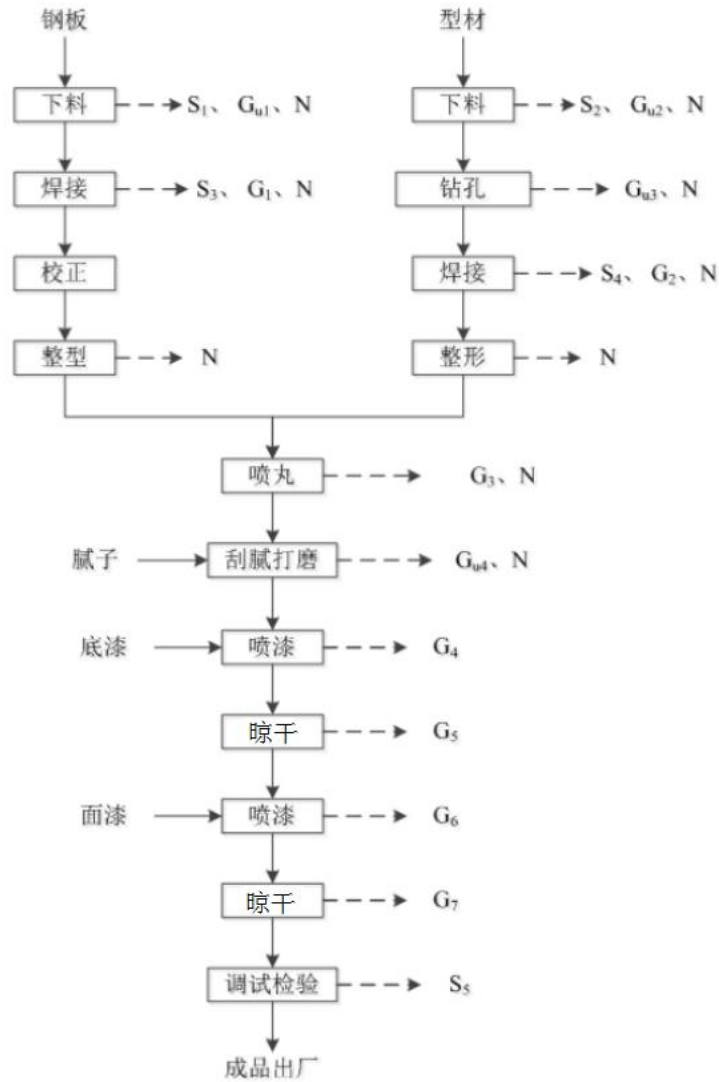 钢板 型材
下料 S₁、 Gu1、N 下料 S₂、 Gu2、N
焊接 S₃、 G₁、N 钻孔 Gu3、N
校正 焊接 S₄、 G₂、N
整型 N 整形 N
喷丸 G₃、N
腻子 刮腻打磨 Gu4、N
底漆 喷漆 G₄
晾干 G₅
面漆 喷漆 G₆
晾干 G₇
调试检验 S₅
成品出厂